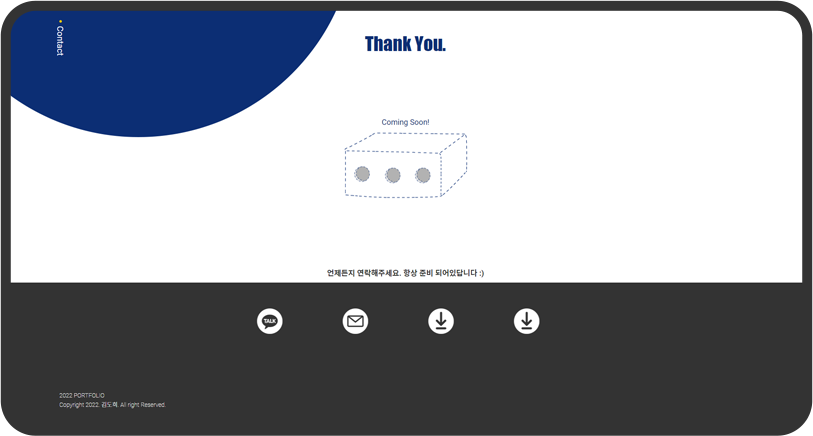 Contact
Thank You.
Coming Soon!
언제든지 연락해주세요. 항상 준비 되어있답니다 :)
TALK
2022 PORTFOLIO
Copyright 2022. 김도혁. All right Reserved.